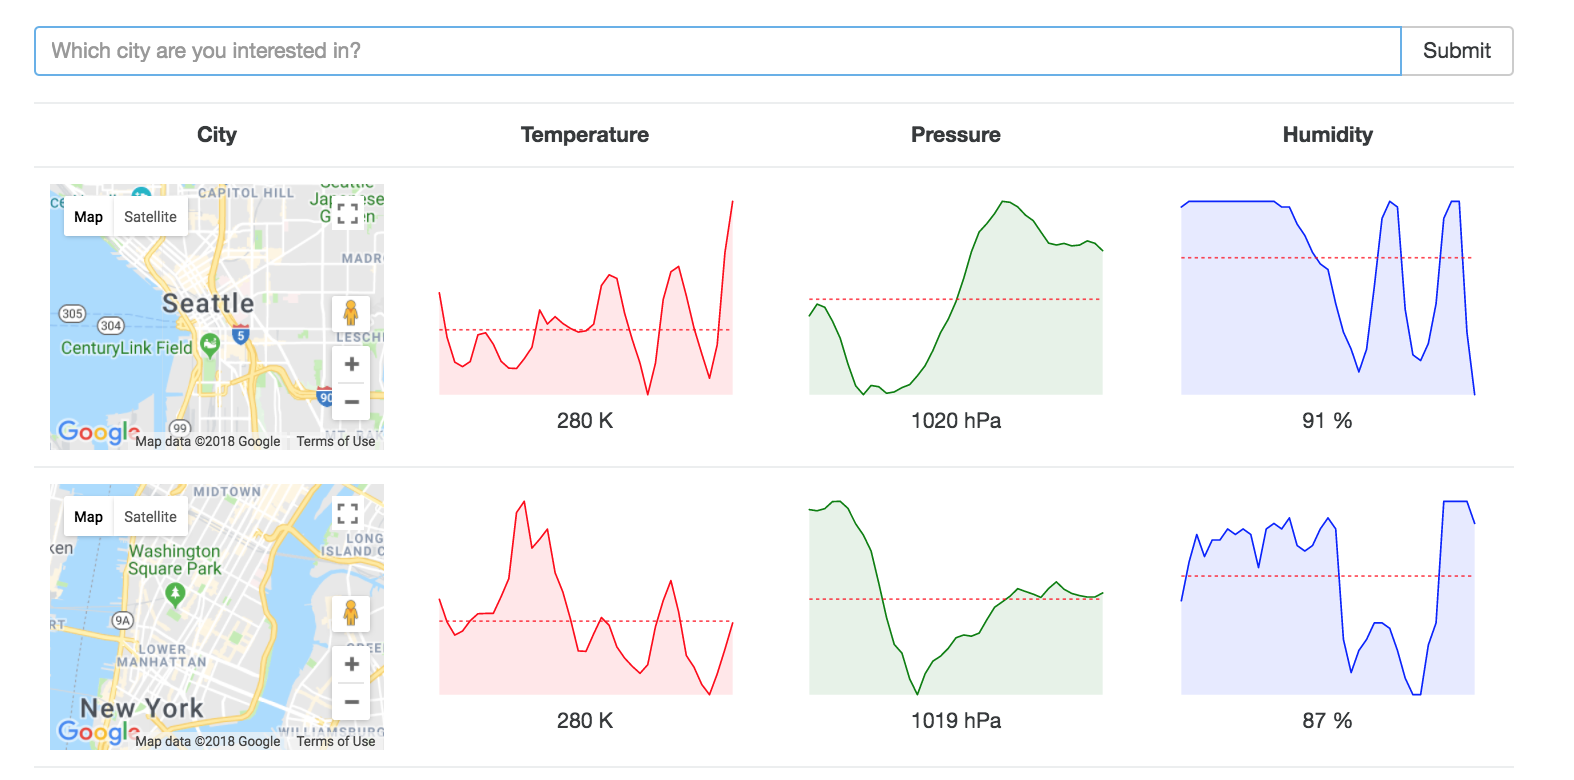 Which city are you interested in?
Submit
City
Temperature
Pressure
Humidity
CAPITOL HILL
Seattle
Japanese
Map
Satellite
MADR
Seattle
305
304
5
LESCHI
CenturyLink Field
90
99
Google
Map data ©2018 Google
Terms of Use
280 K
1020 hPa
91 %
MIDTOWN
Map
Satellite
LONG
ISLAND C
ken
Washington
Square Park
9A
RT
LOWER
MANHATTAN
New York
WILLIAMSBURG
Google
Map data ©2018 Google
Terms of Use
280 K
1019 hPa
87 %